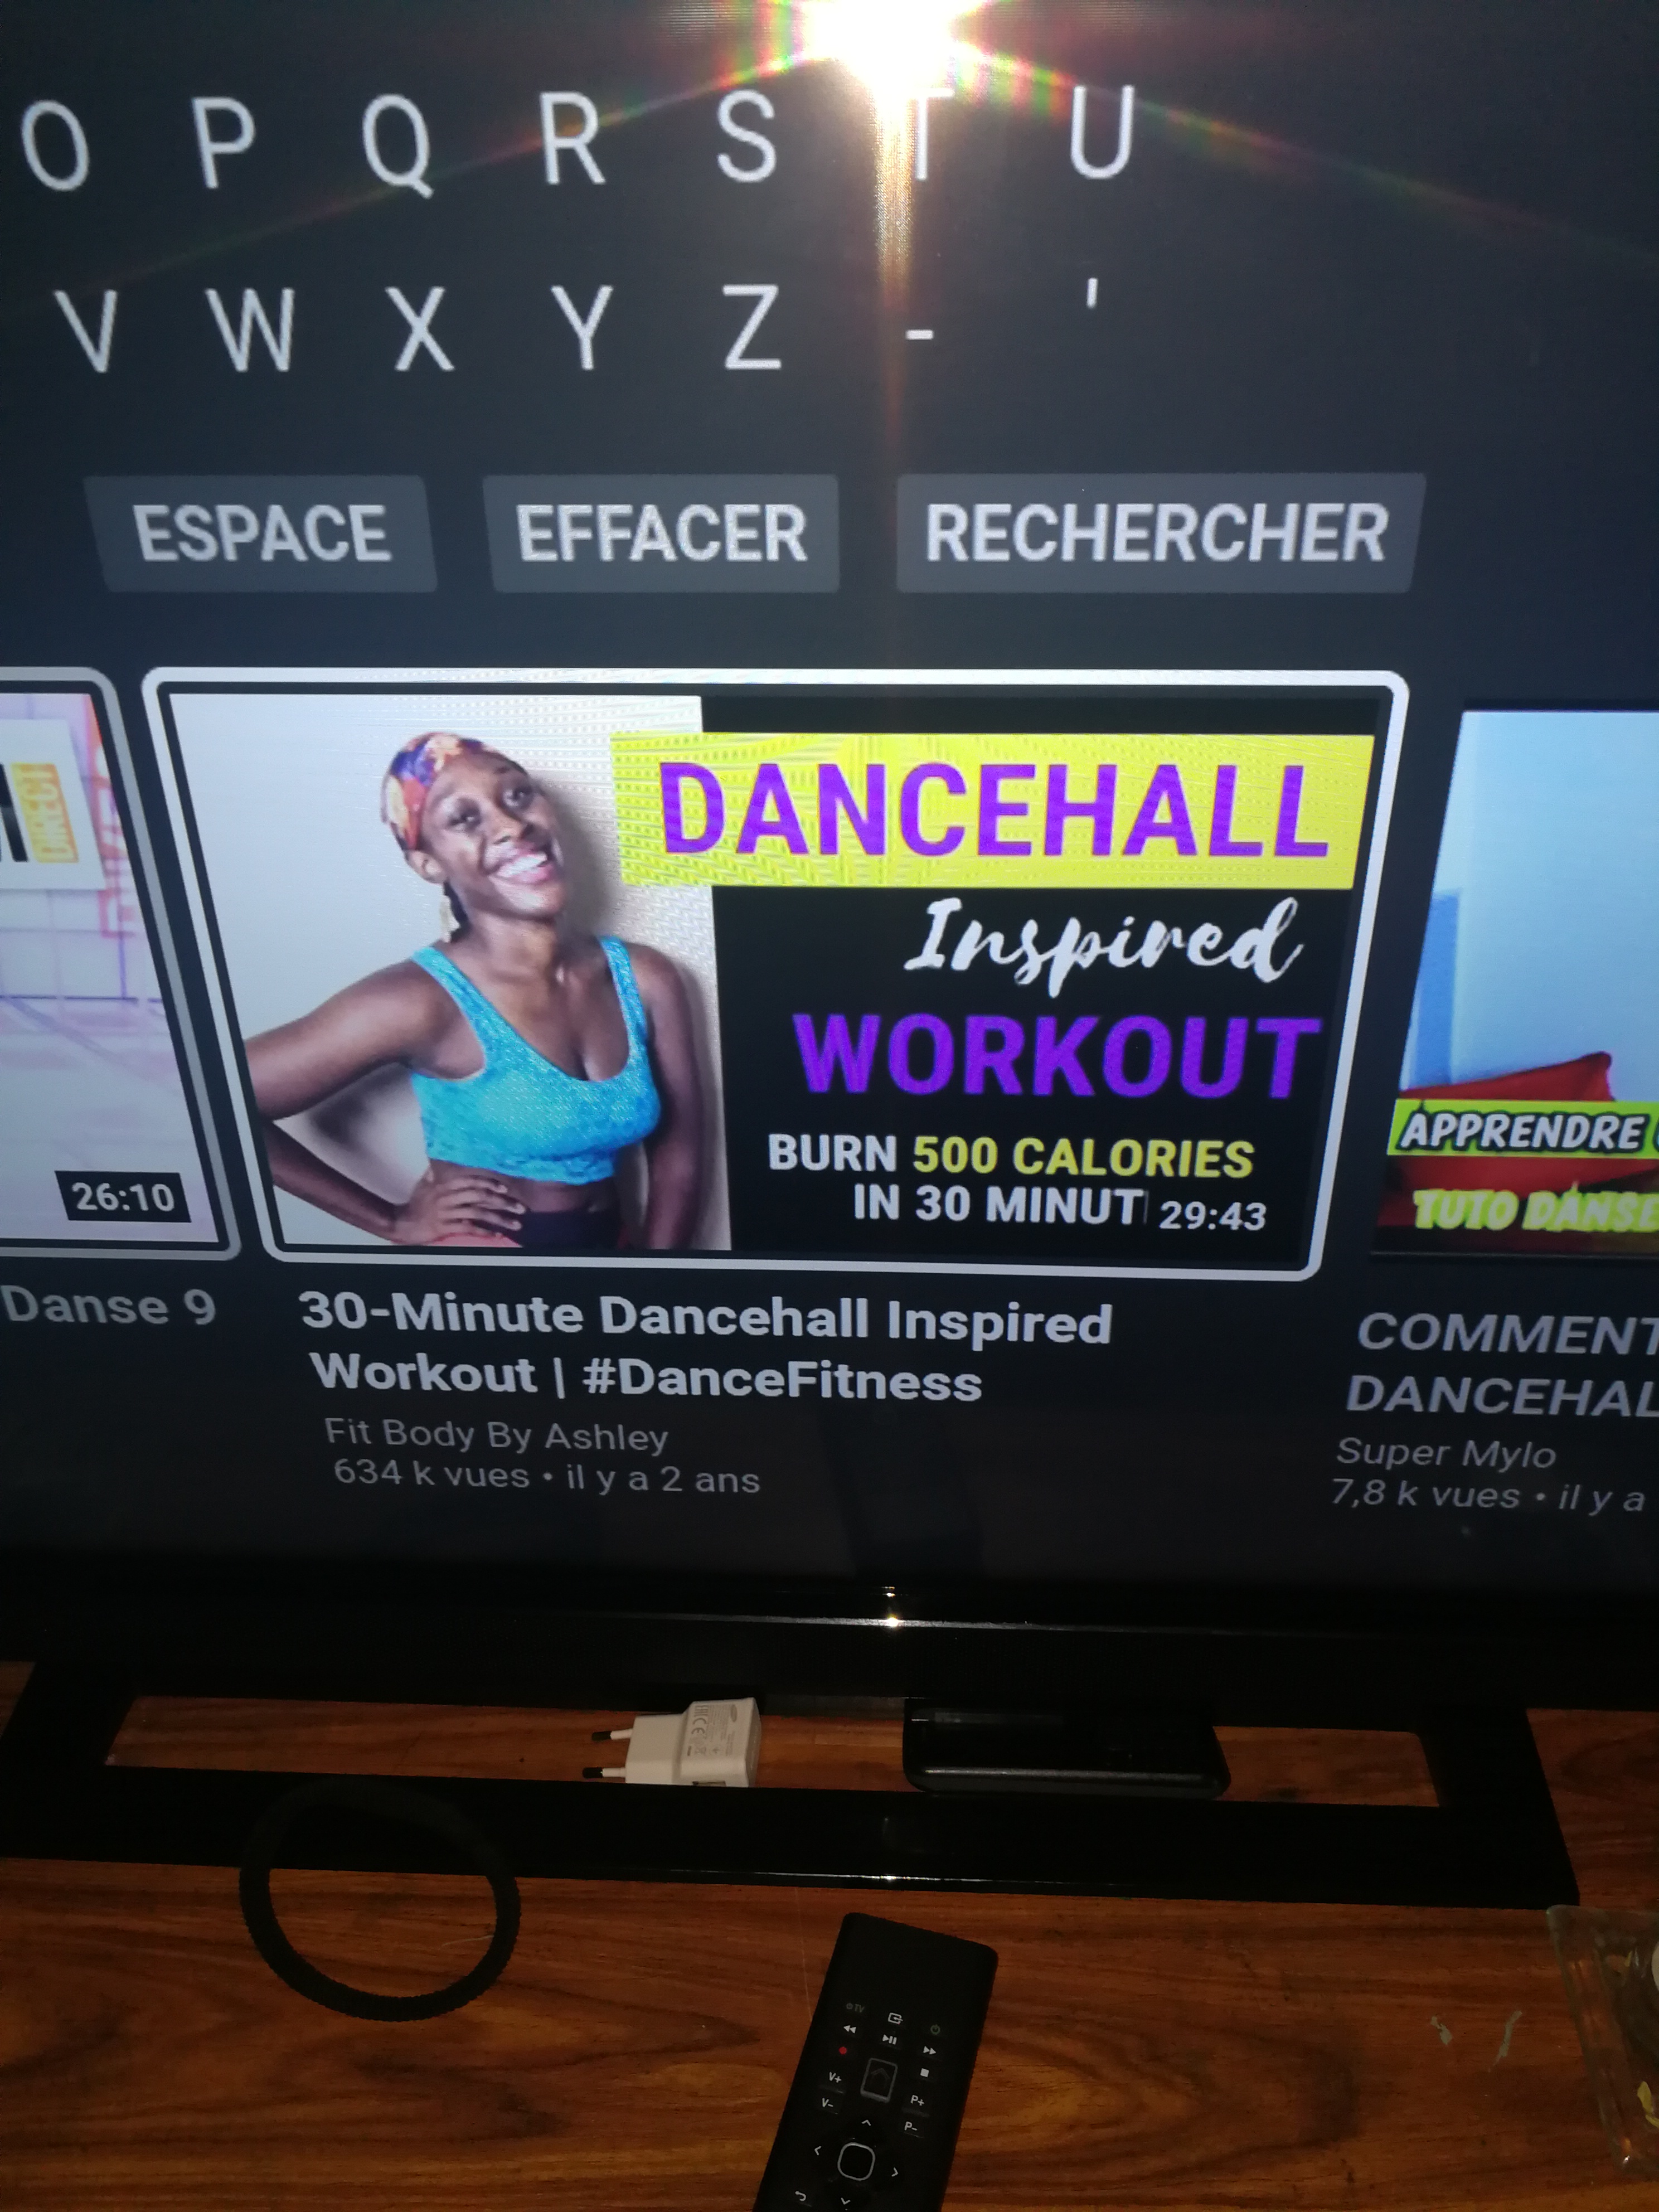 O P Q R S T U
V W X Y Z - '
ESPACE EFFACER RECHERCHER
DIRECT
26:10
Danse 9
DANCEHALL
Inspired
WORKOUT
BURN 500 CALORIES
IN 30 MINUT 29:43
30-Minute Dancehall Inspired
Workout | #DanceFitness
Fit Body By Ashley
634 k vues • il y a 2 ans
APPRENDRE
TUTO DANSE
COMMENT
DANCEHAL
Super Mylo
7,8 k vues • il y a
TV
V+
P+
V-
P-